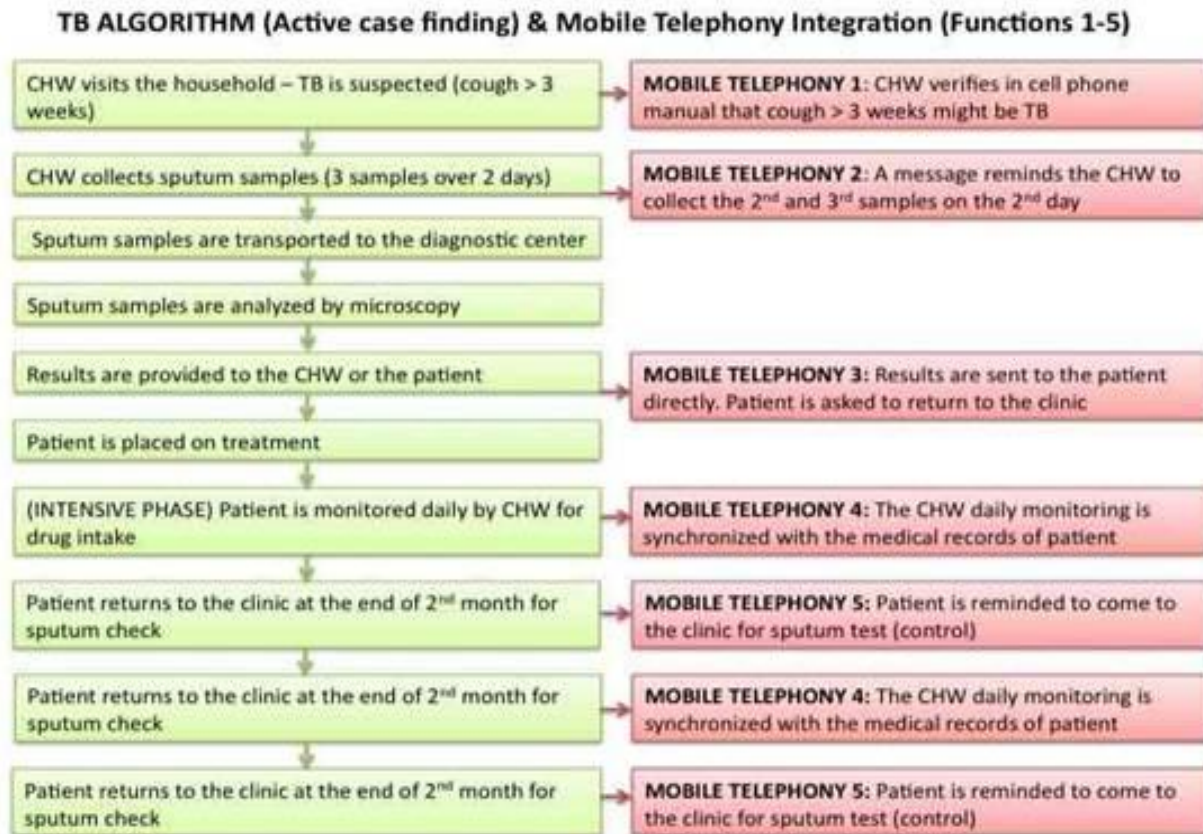 TB ALGORITHM (Active case finding) & Mobile Telephony Integration (Functions 1-5)
CHW visits the household – TB is suspected (cough > 3
weeks)
MOBILE TELEPHONY 1: CHW verifies in cell phone
manual that cough > 3 weeks might be TB
CHW collects sputum samples (3 samples over 2 days)
MOBILE TELEPHONY 2: A message reminds the CHW to
collect the 2nd and 3rd samples on the 2nd day
Sputum samples are transported to the diagnostic center
Sputum samples are analyzed by microscopy
Results are provided to the CHW or the patient
MOBILE TELEPHONY 3: Results are sent to the patient
directly. Patient is asked to return to the clinic
Patient is placed on treatment
(INTENSIVE PHASE) Patient is monitored daily by CHW for
drug intake
MOBILE TELEPHONY 4: The CHW daily monitoring is
synchronized with the medical records of patient
Patient returns to the clinic at the end of 2nd month for
sputum check
MOBILE TELEPHONY 5: Patient is reminded to come to
the clinic for sputum test (control)
Patient returns to the clinic at the end of 2nd month for
sputum check
MOBILE TELEPHONY 4: The CHW daily monitoring is
synchronized with the medical records of patient
Patient returns to the clinic at the end of 2nd month for
sputum check
MOBILE TELEPHONY 5: Patient is reminded to come to
the clinic for sputum test (control)